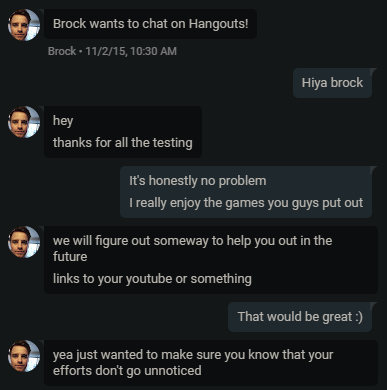 Brock wants to chat on Hangouts!
Brock • 11/2/15, 10:30 AM
Hiya brock
hey
thanks for all the testing
It's honestly no problem
I really enjoy the games you guys put out
we will figure out someway to help you out in the
future
links to your youtube or something
That would be great :)
yea just wanted to make sure you know that your
efforts don't go unnoticed